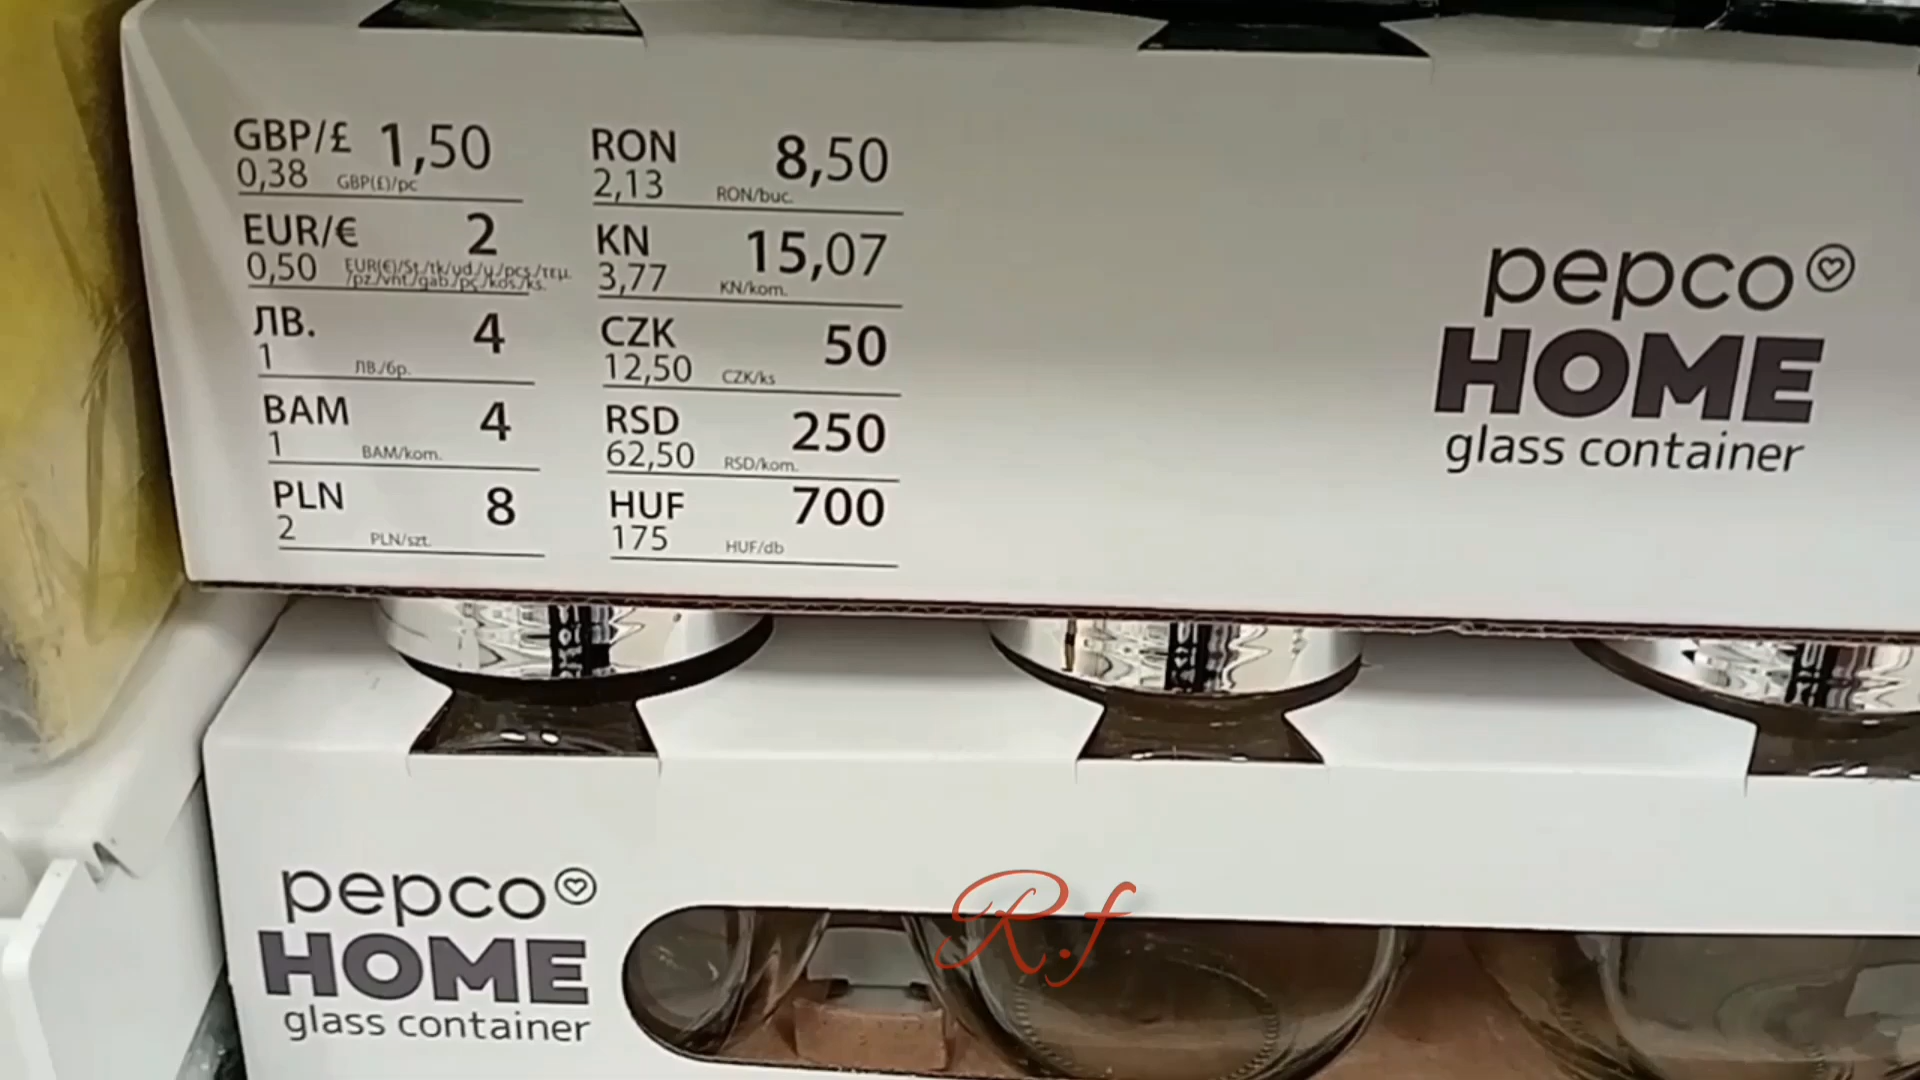 GBP/£ 1,50
0,38 GBP(£)/pc
EUR/€ 2
0,50 EUR(€)/St./tk/ud./u./pcs./τεμ.
/pz./vnt./gab./pç./kos./ks.
ЛВ. 4
1 ЛВ./бр.
BAM 4
1 BAM/kom.
PLN 8
2 PLN/szt.
RON 8,50
2,13 RON/buc.
KN 15,07
3,77 KN/kom.
CZK 50
12,50 CZK/ks
RSD 250
62,50 RSD/kom.
HUF 700
175 HUF/db
pepco
HOME
glass container
pepco
HOME
glass container
R.f